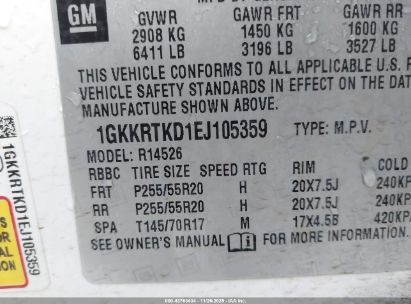 GM
GVWR GAWR FRT GAWR RR
2908 KG 1450 KG 1600 KG
6411 LB 3196 LB 3527 LB
THIS VEHICLE CONFORMS TO ALL APPLICABLE U.S.
VEHICLE SAFETY STANDARDS IN EFFECT ON THE DATE
SHOWN ABOVE.
1GKKRTKD1EJ105359 TYPE: M.P.V.
MODEL: R14526
RBBC TIRE SIZE SPEED RTG RIM COLD
FRT P255/55R20 H 20X7.5J 240KP
RR P255/55R20 H 20X7.5J 240KP
SPA T145/70R17 M 17X4.5B 420KP
SEE OWNER'S MANUAL FOR MORE INFORMATION.
1GKKRTKD1EJ105359